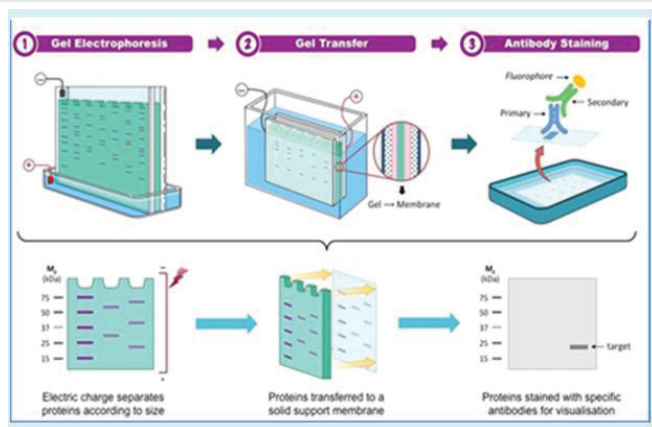 1 Gel Electrophoresis
2 Gel Transfer
3 Antibody Staining
−
+
−
+
Gel → Membrane
Fluorophore
Secondary
Primary
Mr
(kDa)
75
50
37
25
15
−
+
Mr
(kDa)
75
50
37
25
15
target
Electric charge separates
proteins according to size
Proteins transferred to a
solid support membrane
Proteins stained with specific
antibodies for visualisation